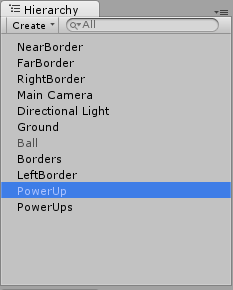 Hierarchy
Create All
NearBorder
FarBorder
RightBorder
Main Camera
Directional Light
Ground
Ball
Borders
LeftBorder
PowerUp
PowerUps